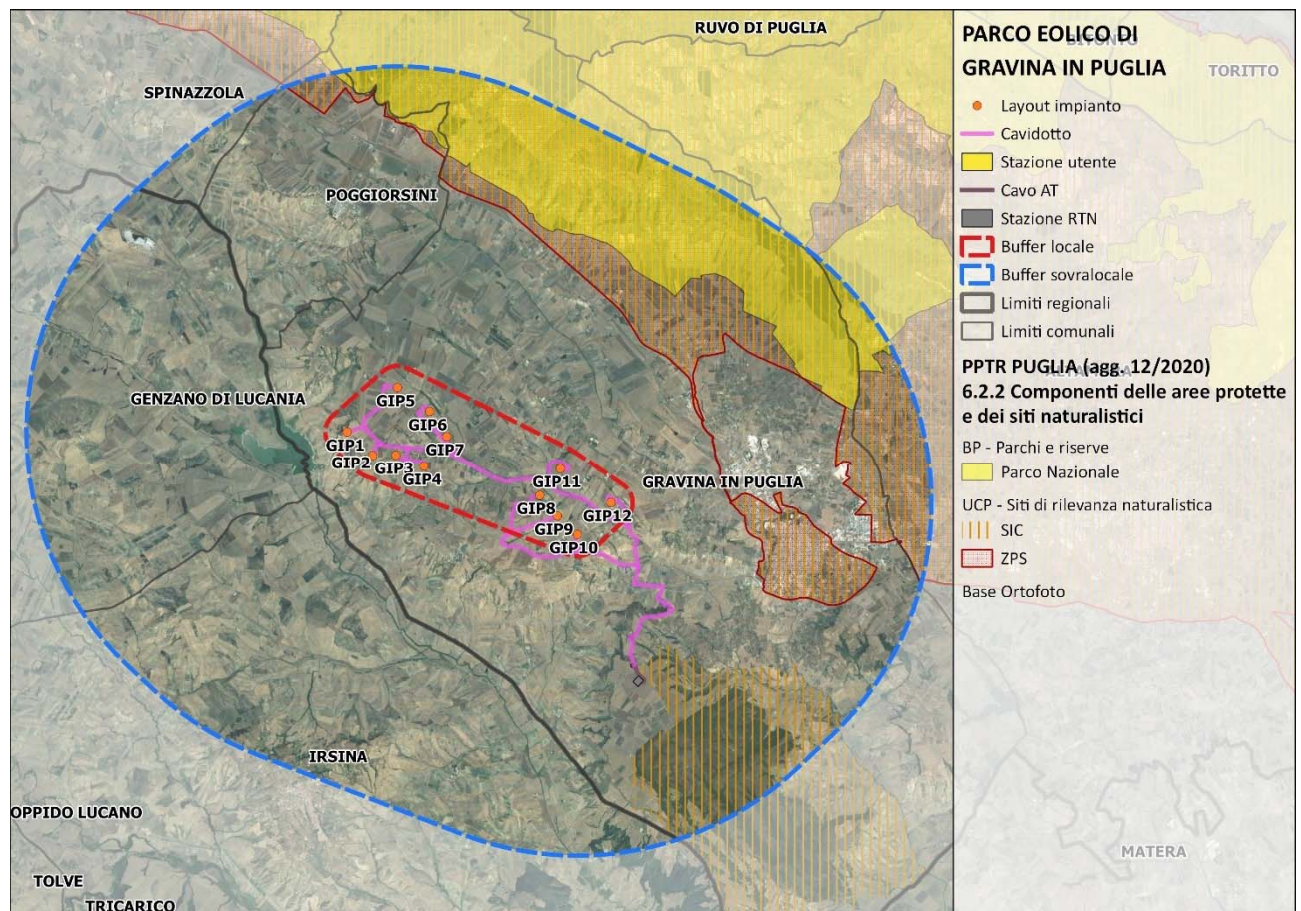 RUVO DI PUGLIA
SPINAZZOLA
POGGIORSINI
GENZANO DI LUCANIA
GIP5
GIP6
GIP1
GIP7
GIP2
GIP3
GIP4
GIP11
GRAVINA IN PUGLIA
GIP8
GIP12
GIP9
GIP10
IRSINA
OPPIDO LUCANO
TOLVE
TRICARICO
PARCO EOLICO DI
GRAVINA IN PUGLIA
BITONTO
TORITTO
Layout impianto
Cavidotto
Stazione utente
Cavo AT
Stazione RTN
Buffer locale
Buffer sovralocale
Limiti regionali
Limiti comunali
PPTR PUGLIA (agg. 12/2020)
ALTAMURA
6.2.2 Componenti delle aree protette
e dei siti naturalistici
BP - Parchi e riserve
Parco Nazionale
UCP - Siti di rilevanza naturalistica
SIC
ZPS
Base Ortofoto
MATERA